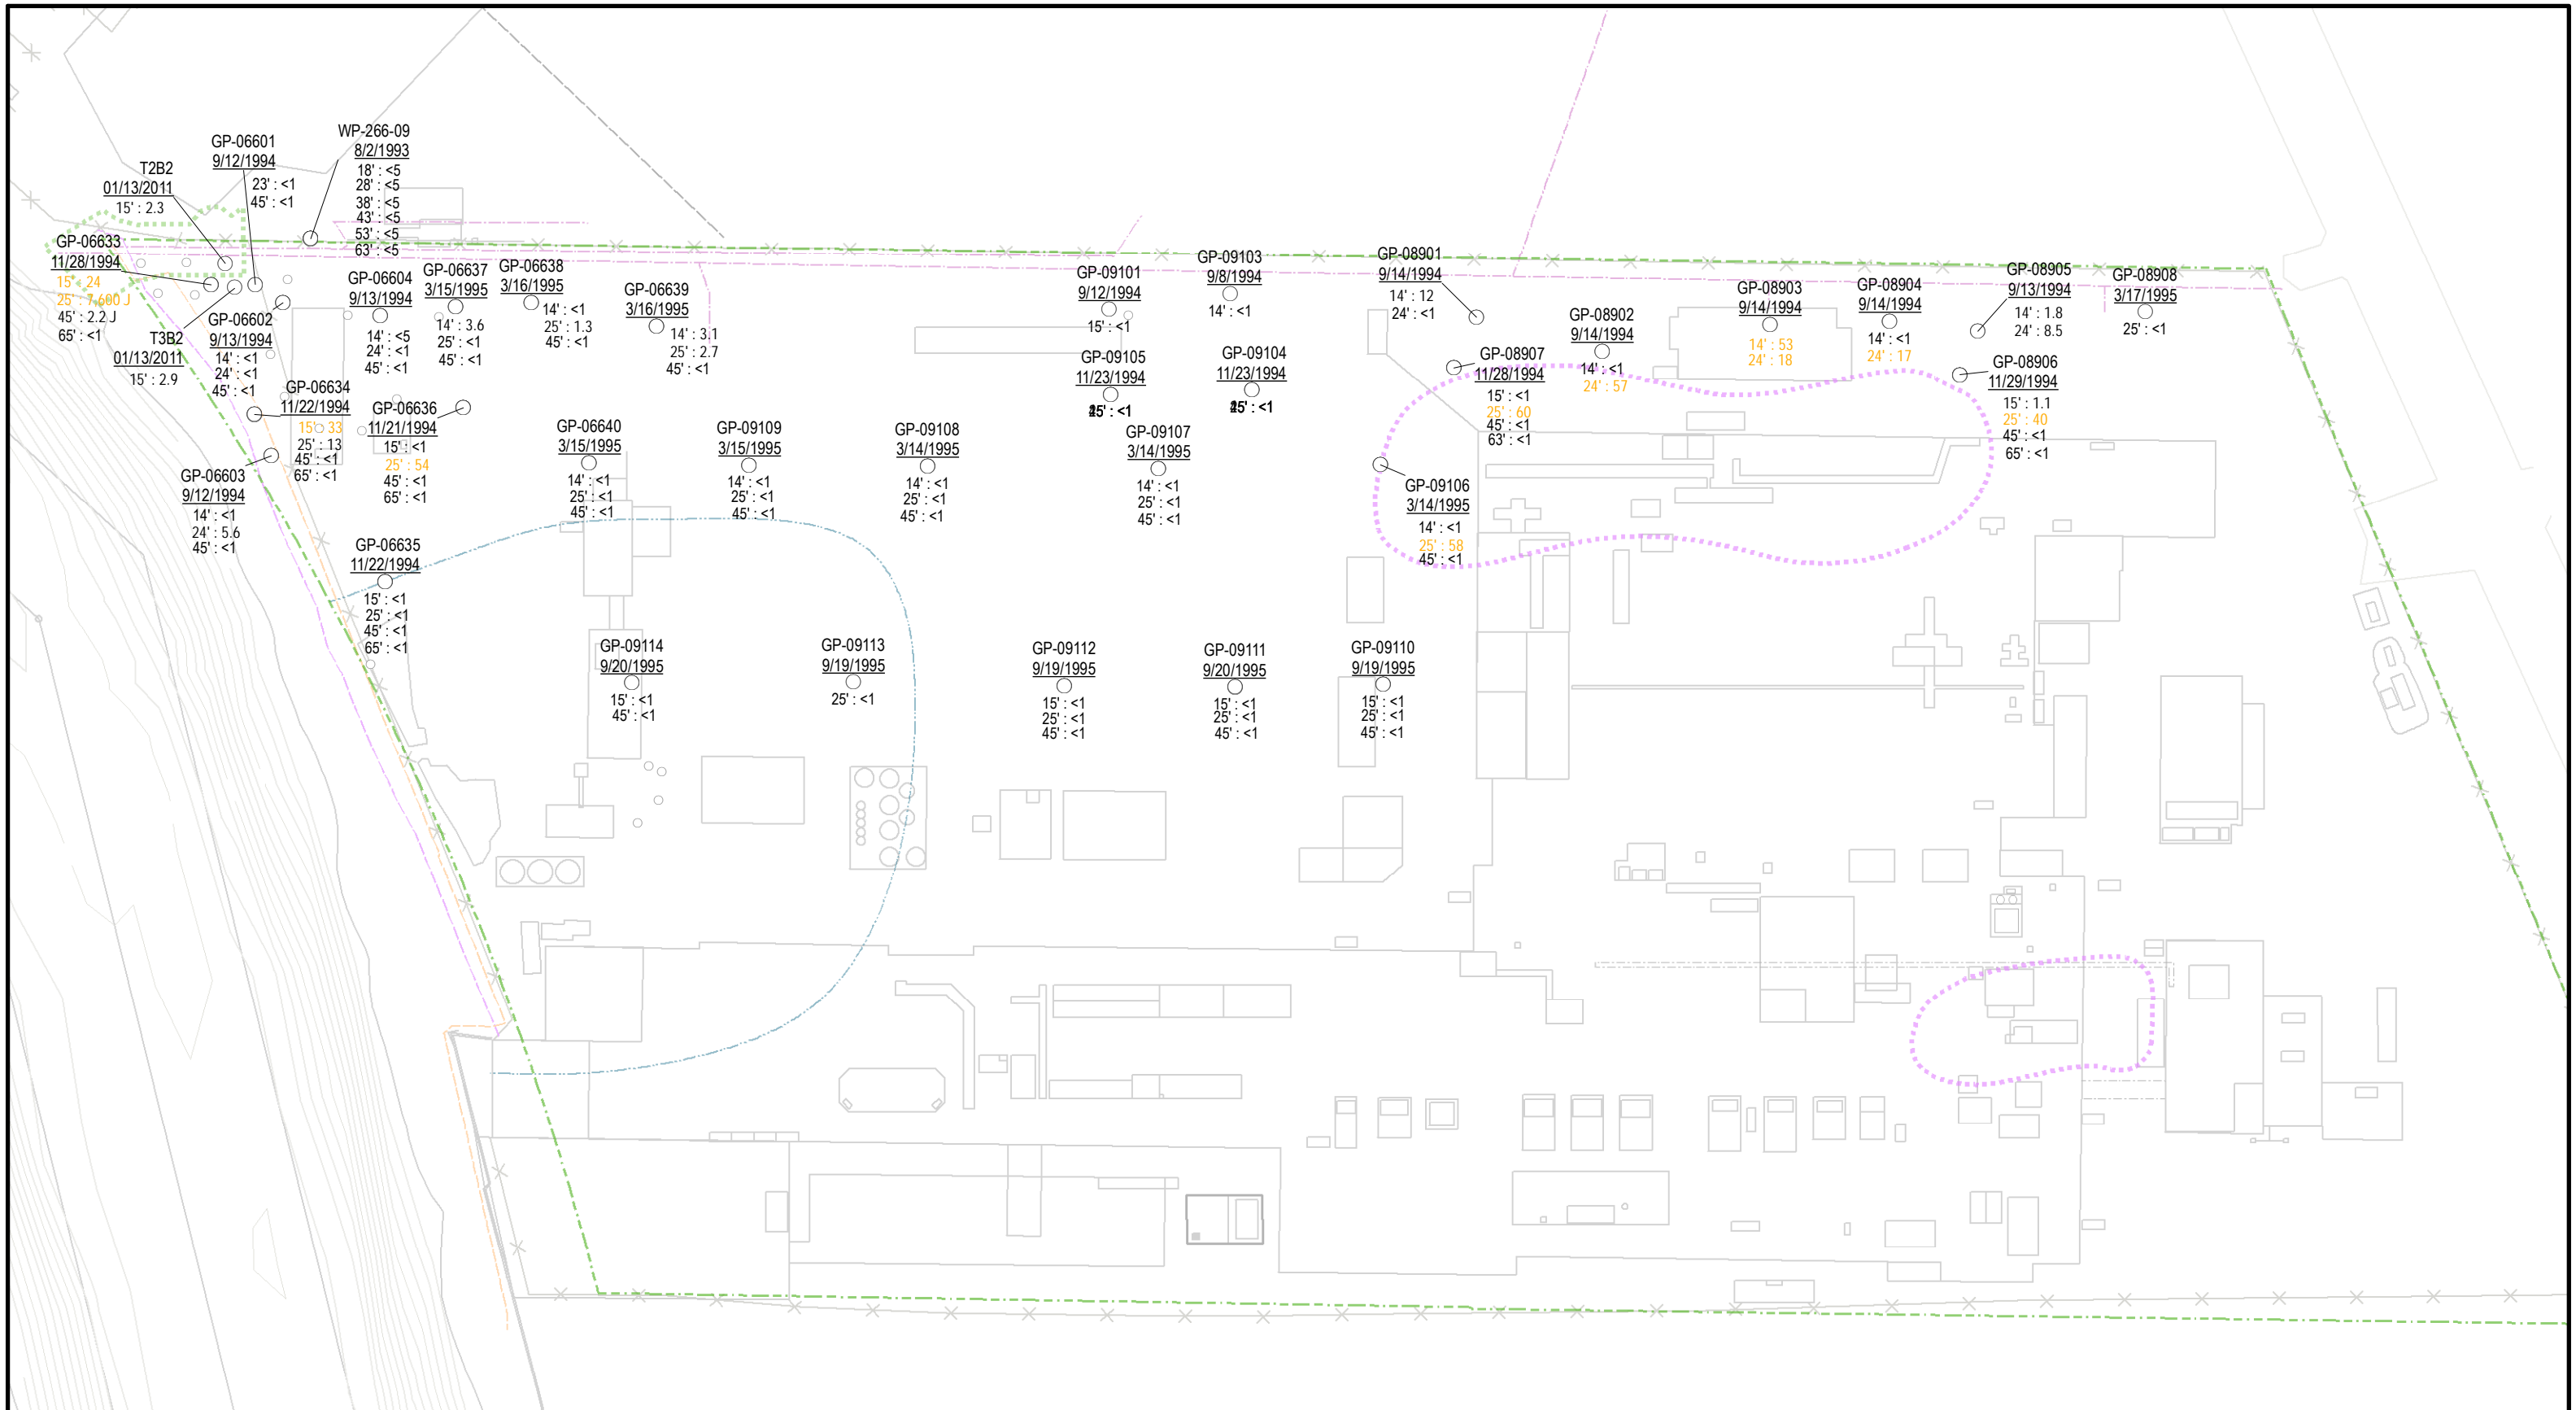 WP-266-09
8/2/1993
18' : <5
28' : <5
38' : <5
43' : <5
53' : <5
63' : <5
GP-06601
9/12/1994
23' : <1
45' : <1
T2B2
01/13/2011
15' : 2.3
GP-06633
11/28/1994
15' : 24
25' : 7,600 J
45' : 2.2 J
65' : <1
T3B2
01/13/2011
15' : 2.9
GP-06602
9/13/1994
14' : <1
24' : <1
45' : <1
GP-06604
9/13/1994
14' : <5
24' : <1
45' : <1
GP-06637
3/15/1995
14' : 3.6
25' : <1
45' : <1
GP-06638
3/16/1995
14' : <1
25' : 1.3
45' : <1
GP-06639
3/16/1995
14' : 3.1
25' : 2.7
45' : <1
GP-09101
9/12/1994
15' : <1
GP-09103
9/8/1994
14' : <1
GP-08901
9/14/1994
14' : 12
24' : <1
GP-08902
9/14/1994
14' : <1
24' : 57
GP-08903
9/14/1994
14' : 53
24' : 18
GP-08904
9/14/1994
14' : <1
24' : 17
GP-08905
9/13/1994
14' : 1.8
24' : 8.5
GP-08908
3/17/1995
25' : <1
GP-06634
11/22/1994
15' : 33
25' : 13
45' : <1
65' : <1
GP-06636
11/21/1994
15' : <1
25' : 54
45' : <1
65' : <1
GP-09105
11/23/1994
45' : <1
GP-09104
11/23/1994
45' : <1
GP-08907
11/28/1994
15' : <1
25' : 60
45' : <1
63' : <1
GP-08906
11/29/1994
15' : 1.1
25' : 40
45' : <1
65' : <1
GP-06603
9/12/1994
14' : <1
24' : 5.6
45' : <1
GP-06640
3/15/1995
14' : <1
25' : <1
45' : <1
GP-09109
3/15/1995
14' : <1
25' : <1
45' : <1
GP-09108
3/14/1995
14' : <1
25' : <1
45' : <1
GP-09107
3/14/1995
14' : <1
25' : <1
45' : <1
GP-09106
3/14/1995
14' : <1
25' : 58
45' : <1
GP-06635
11/22/1994
15' : <1
25' : <1
45' : <1
65' : <1
GP-09114
9/20/1995
15' : <1
45' : <1
GP-09113
9/19/1995
25' : <1
GP-09112
9/19/1995
15' : <1
25' : <1
45' : <1
GP-09111
9/20/1995
15' : <1
25' : <1
45' : <1
GP-09110
9/19/1995
15' : <1
25' : <1
45' : <1